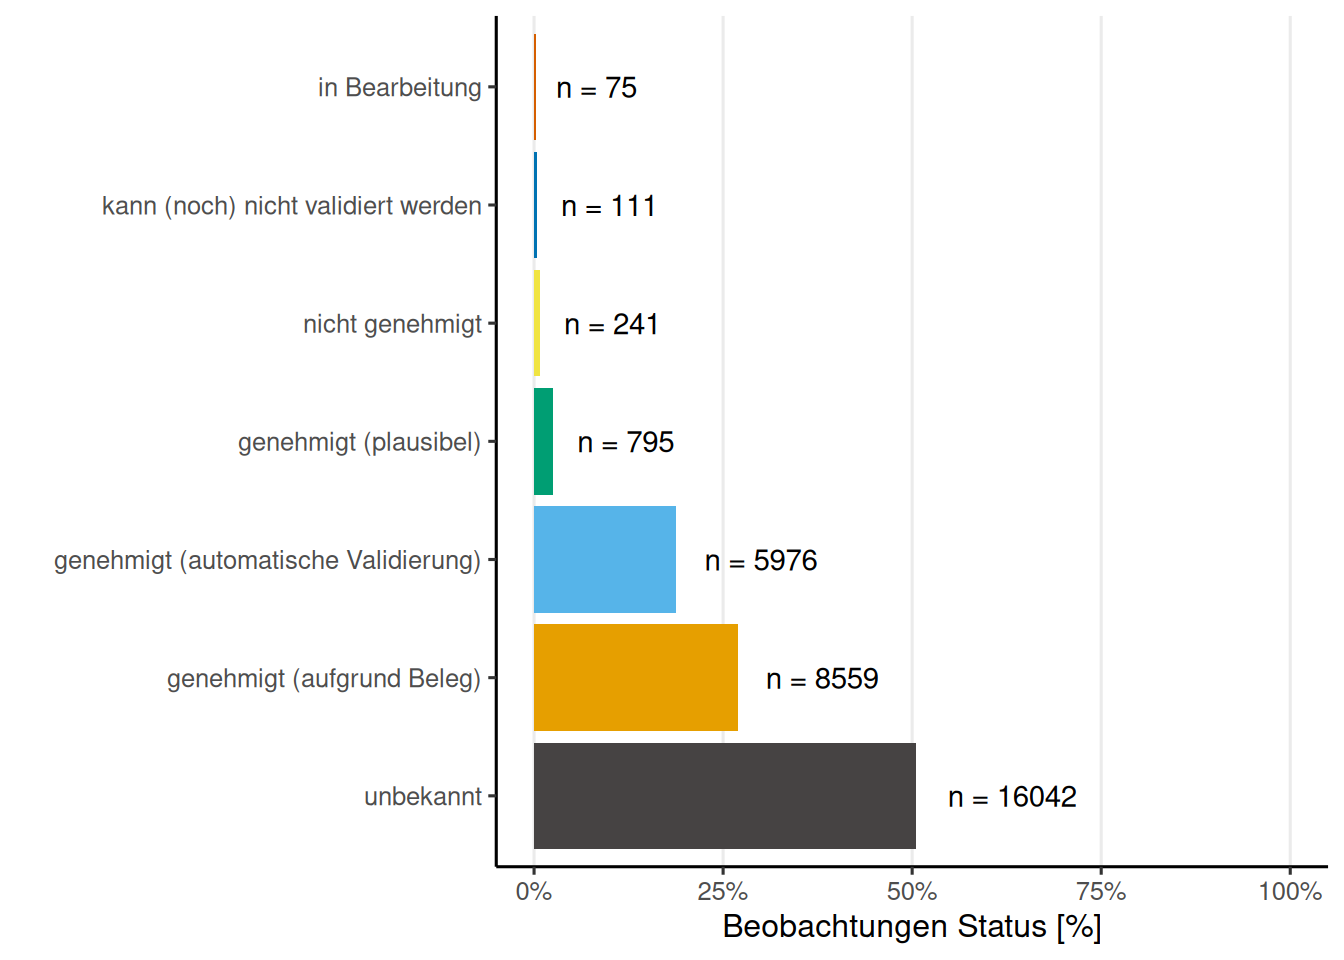 in Bearbeitung n = 75
kann (noch) nicht validiert werden n = 111
nicht genehmigt n = 241
genehmigt (plausibel) n = 795
genehmigt (automatische Validierung) n = 5976
genehmigt (aufgrund Beleg) n = 8559
unbekannt n = 16042
0% 25% 50% 75% 100%
Beobachtungen Status [%]